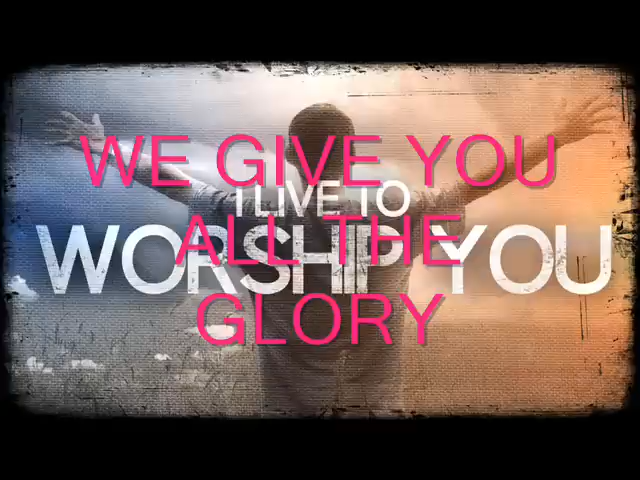 WE GIVE YOU
I LIVE TO
ALL THE
WORSHIP YOU
GLORY